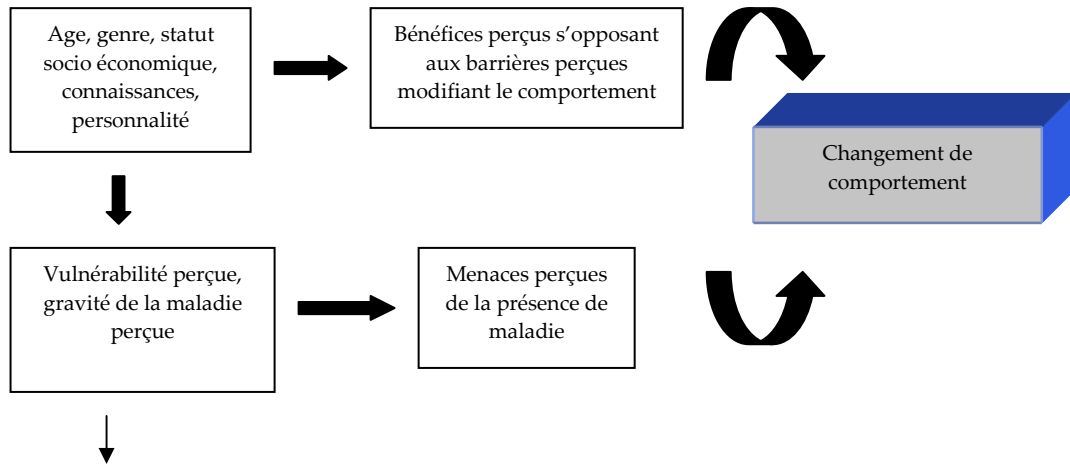 Age, genre, statut
socio économique,
connaissances,
personnalité
Bénéfices perçus s’opposant
aux barrières perçues
modifiant le comportement
Changement de
comportement
Vulnérabilité perçue,
gravité de la maladie
perçue
Menaces perçues
de la présence de
maladie